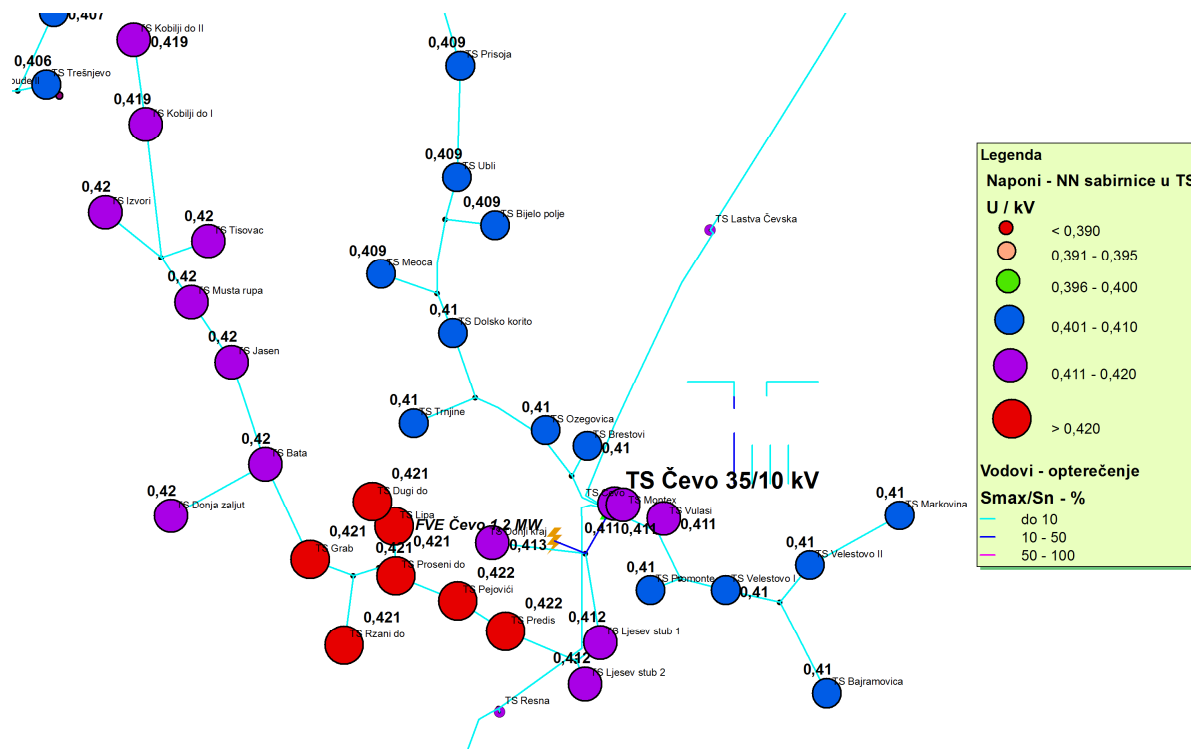 0,407
TS Kobilji do II
0,419
0,406
TS Trešnjevo
0,419
TS Kobilji do I
0,42
TS Izvori
0,42
TS Tisovac
0,42
TS Musta rupa
0,42
TS Jasen
0,42
TS Bata
0,42
TS Donja zaljut
0,409
TS Prisoja
0,409
TS Ubli
0,409
TS Bijelo polje
0,409
TS Meoca
0,41
TS Dolsko korito
0,41
TS Trnjine
0,41
TS Ozegovica
TS Brestovi
0,41
TS Lastva Čevska
TS Čevo 35/10 kV
TS Čevo
TS Montex
TS Vulasi
0,411
0,411
0,411
0,421
TS Dugi do
TS Lipa
0,421
FVE Čevo 1,2 MW
TS Donji kraj
0,413
0,421
TS Grab
0,421
TS Proseni do
0,422
TS Pejovići
0,422
TS Predis
0,421
TS Rzani do
0,412
TS Ljesev stub 1
0,412
TS Ljesev stub 2
TS Resna
0,41
TS Markovina
0,41
TS Velestovo II
0,41
TS Piomonte
TS Velestovo I
0,41
0,41
TS Bajramovica
Legenda
Naponi - NN sabirnice u TS
U / kV
< 0,390
0,391 - 0,395
0,396 - 0,400
0,401 - 0,410
0,411 - 0,420
> 0,420
Vodovi - opterećenje
Smax/Sn - %
do 10
10 - 50
50 - 100